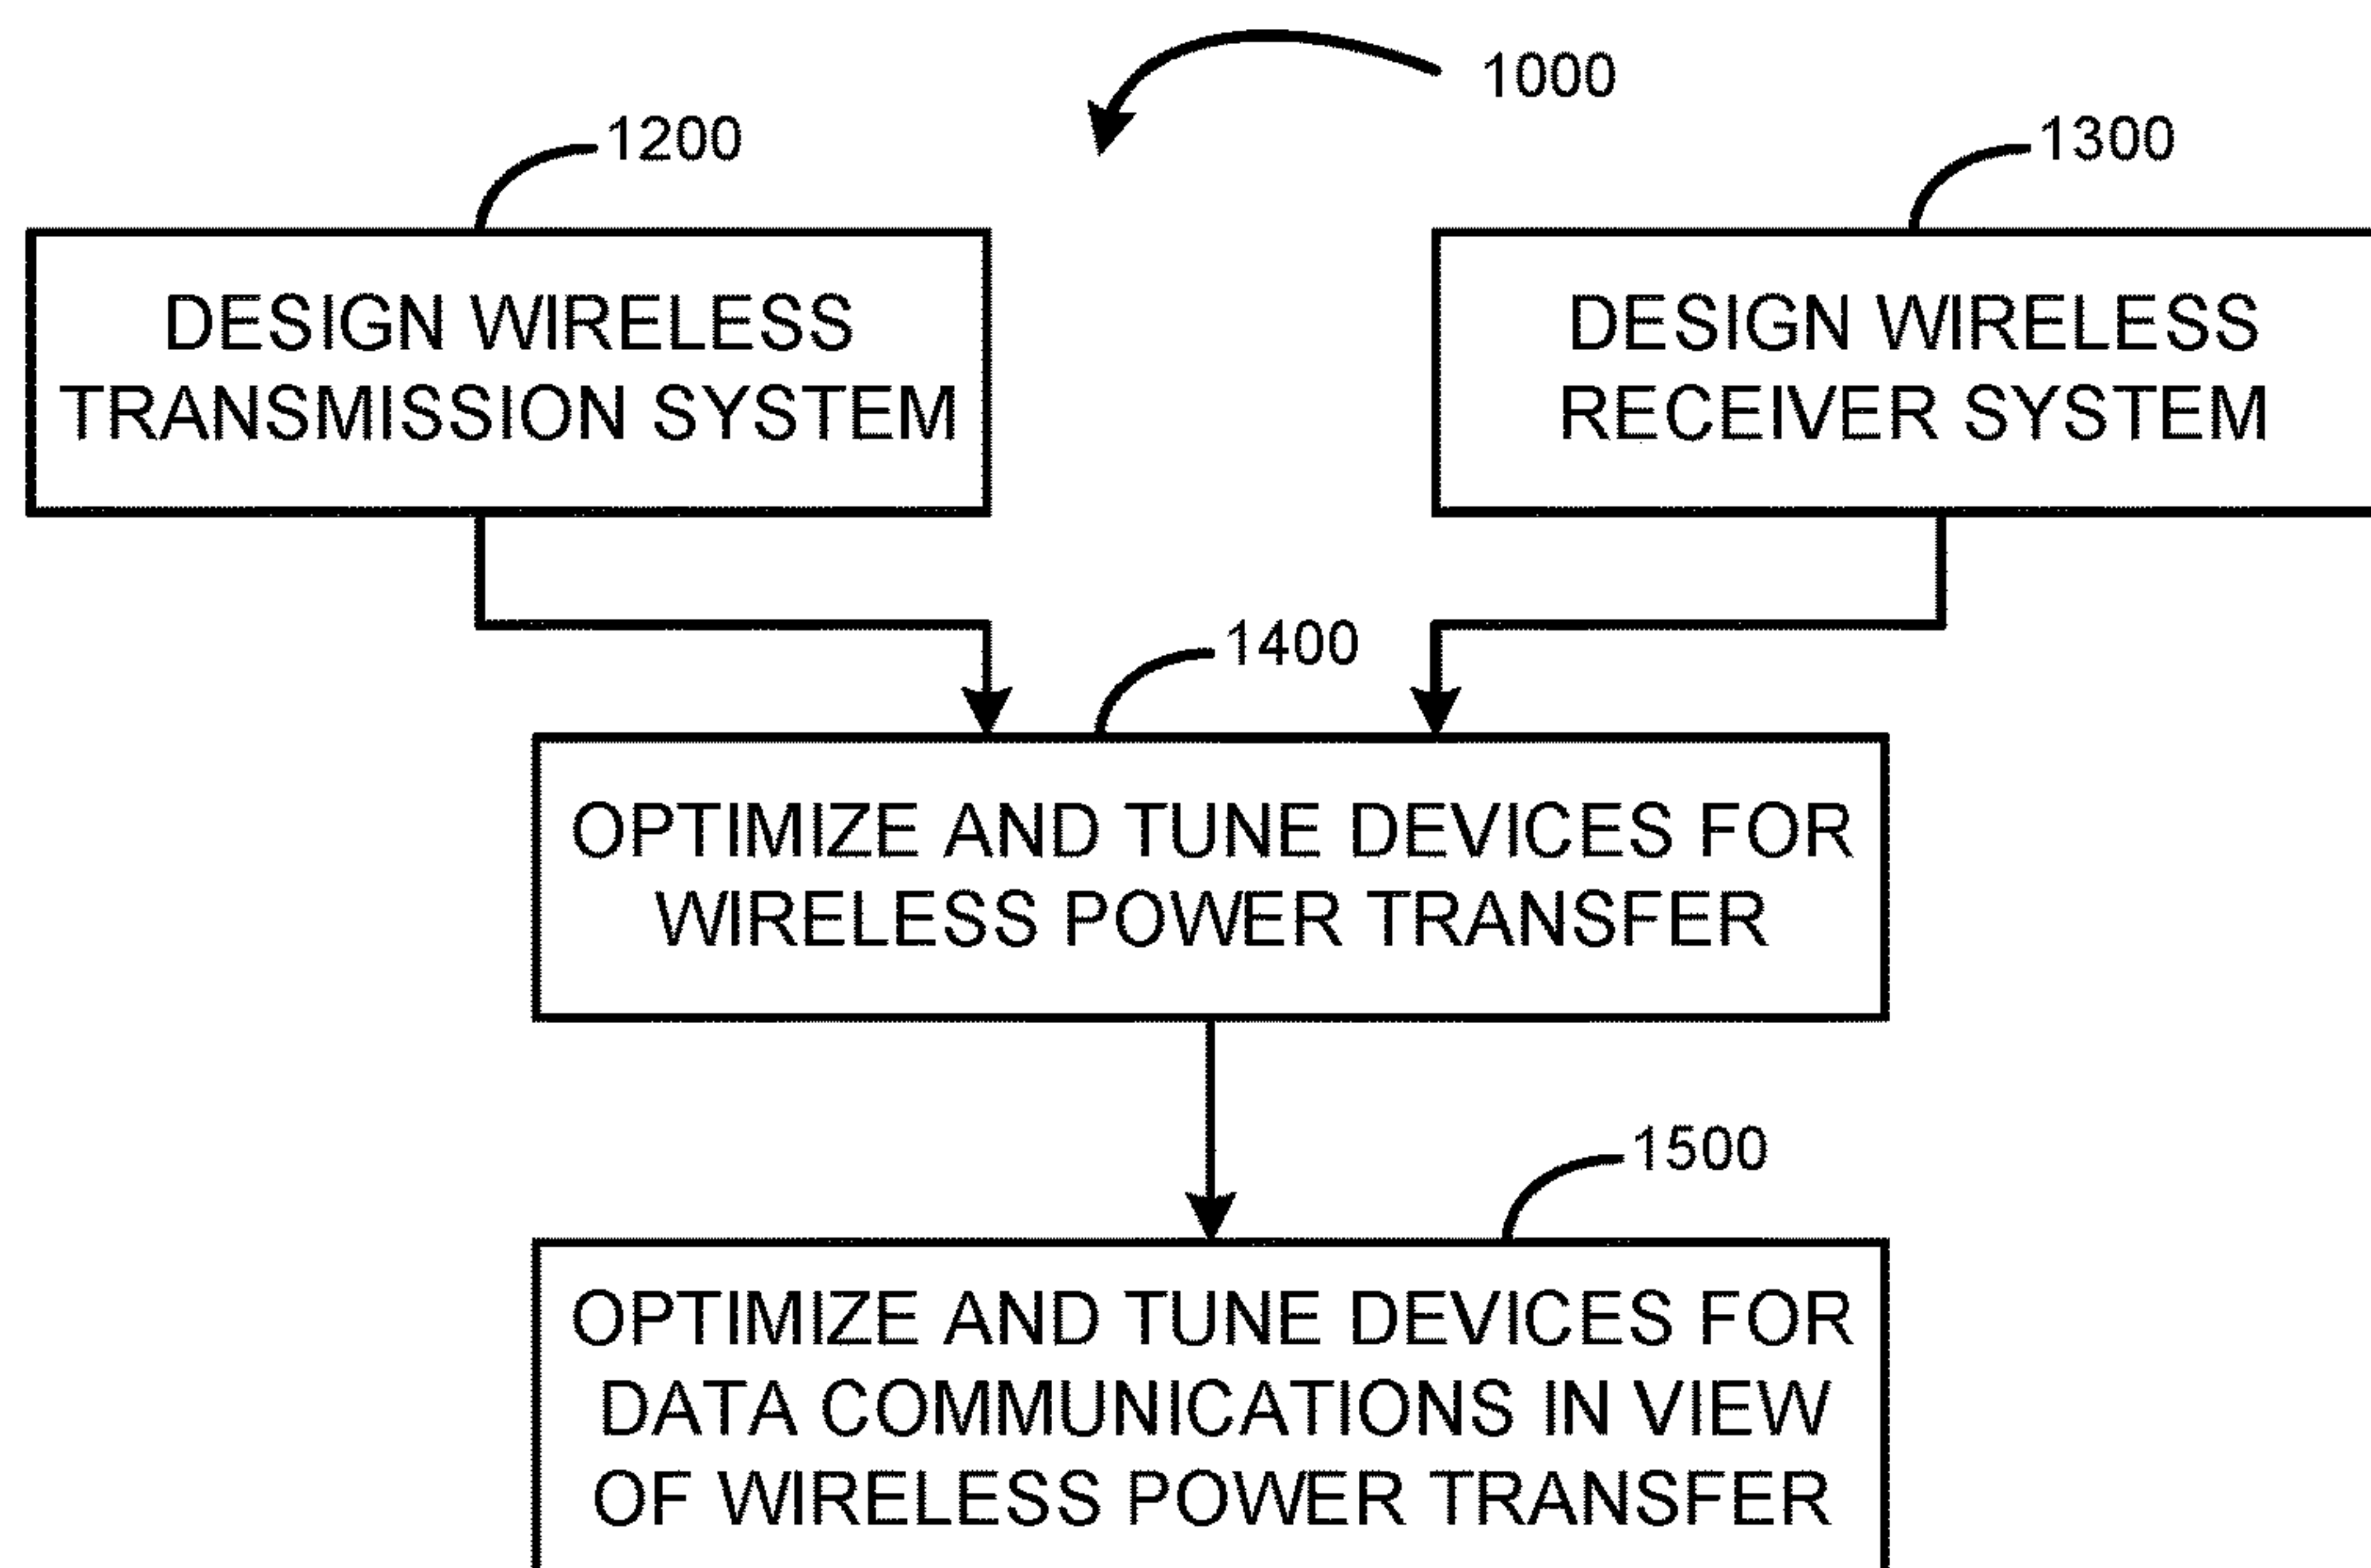 1000
1200
1300
DESIGN WIRELESS
TRANSMISSION SYSTEM
DESIGN WIRELESS
RECEIVER SYSTEM
1400
OPTIMIZE AND TUNE DEVICES FOR
WIRELESS POWER TRANSFER
1500
OPTIMIZE AND TUNE DEVICES FOR
DATA COMMUNICATIONS IN VIEW
OF WIRELESS POWER TRANSFER